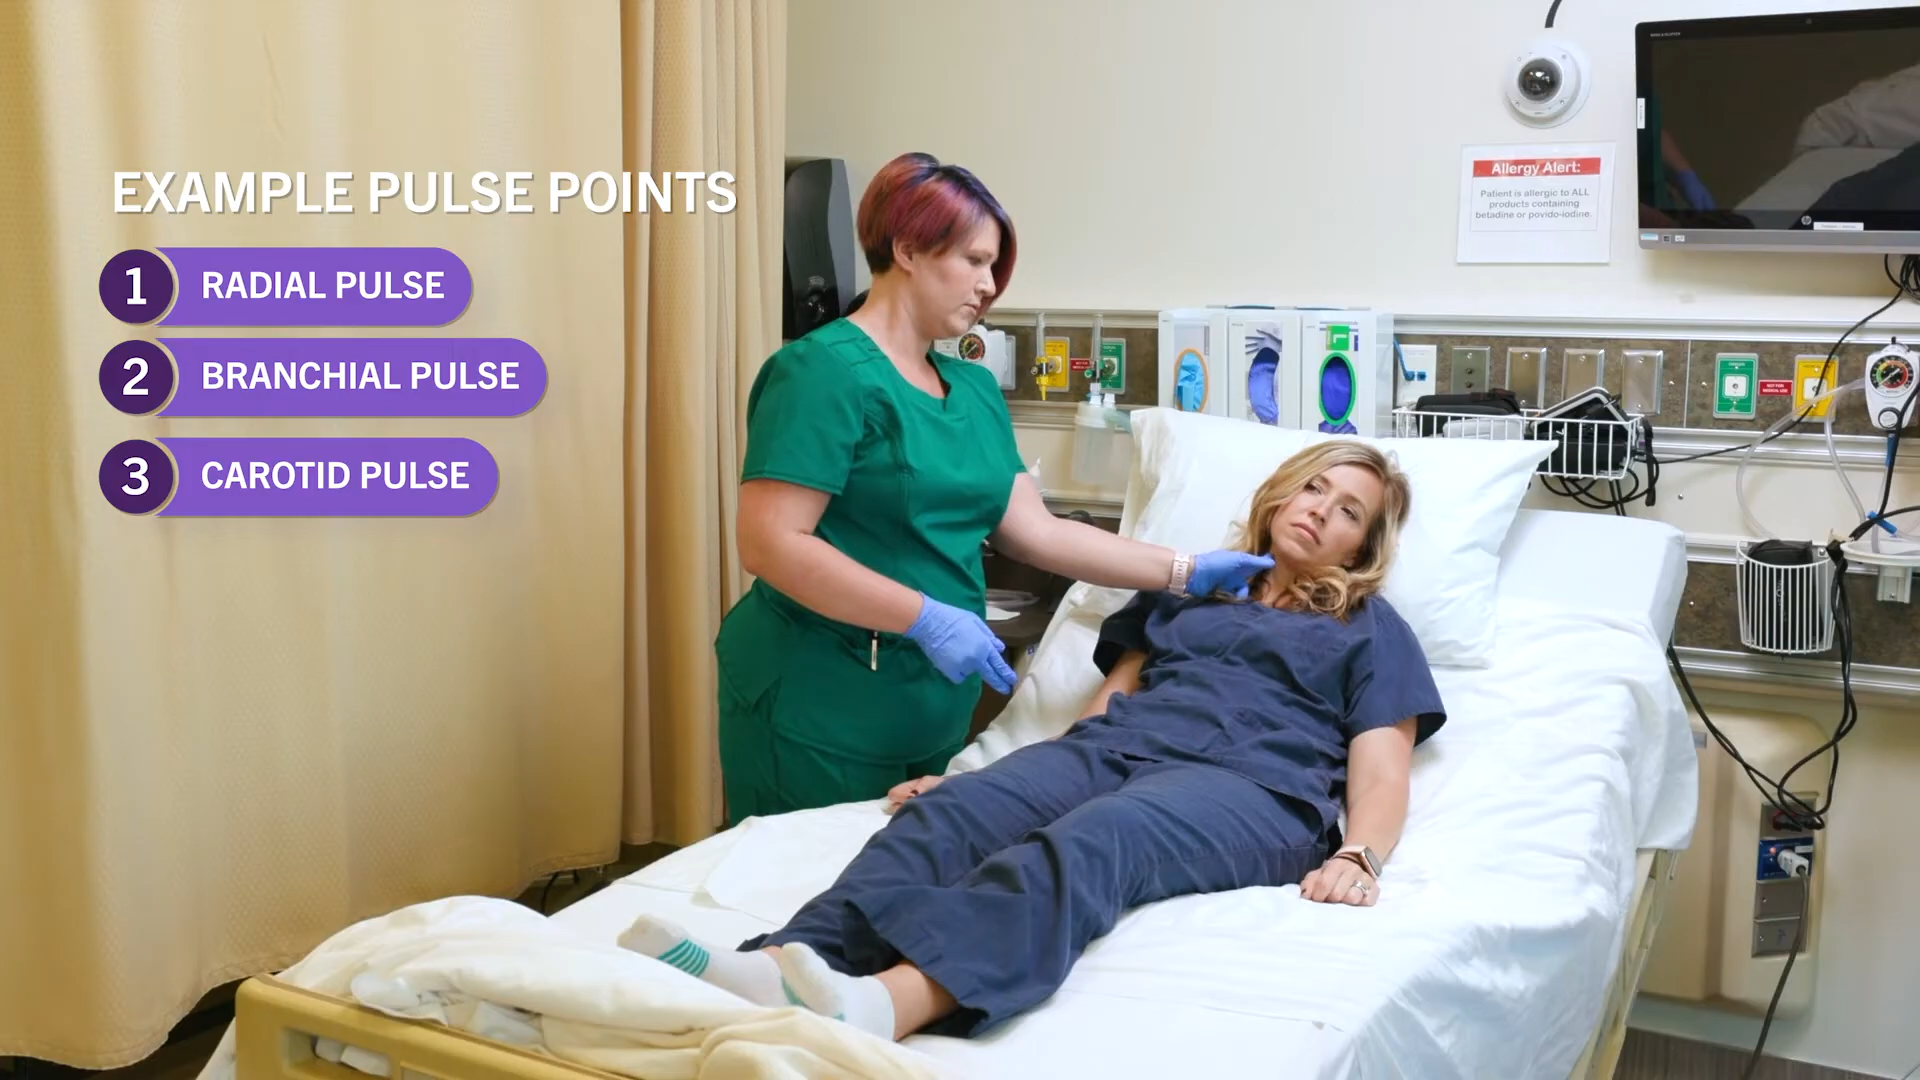 EXAMPLE PULSE POINTS
1 RADIAL PULSE
2 BRANCHIAL PULSE
3 CAROTID PULSE
Allergy Alert:
Patient is allergic to ALL
products containing
betadine or povido-iodine.